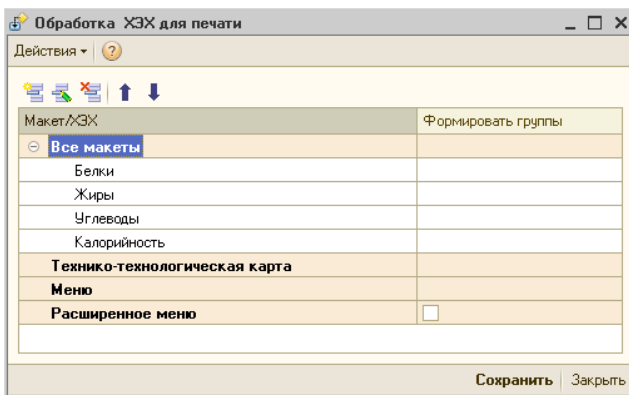 Обработка ХЭХ для печати
Действия
Макет/ХЭХ Формировать группы
Все макеты
Белки
Жиры
Углеводы
Калорийность
Технико-технологическая карта
Меню
Расширенное меню
Сохранить Закрыть